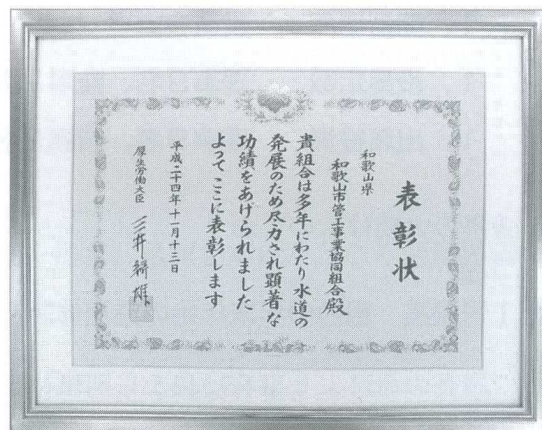 表彰状
和歌山県
和歌山市管工事業協同組合殿
貴組合は多年にわたり水道の
発展のため尽力され顕著な
功績をあげられました
よってここに表彰します
平成二十四年十一月十三日
厚生労働大臣 三井辨雄